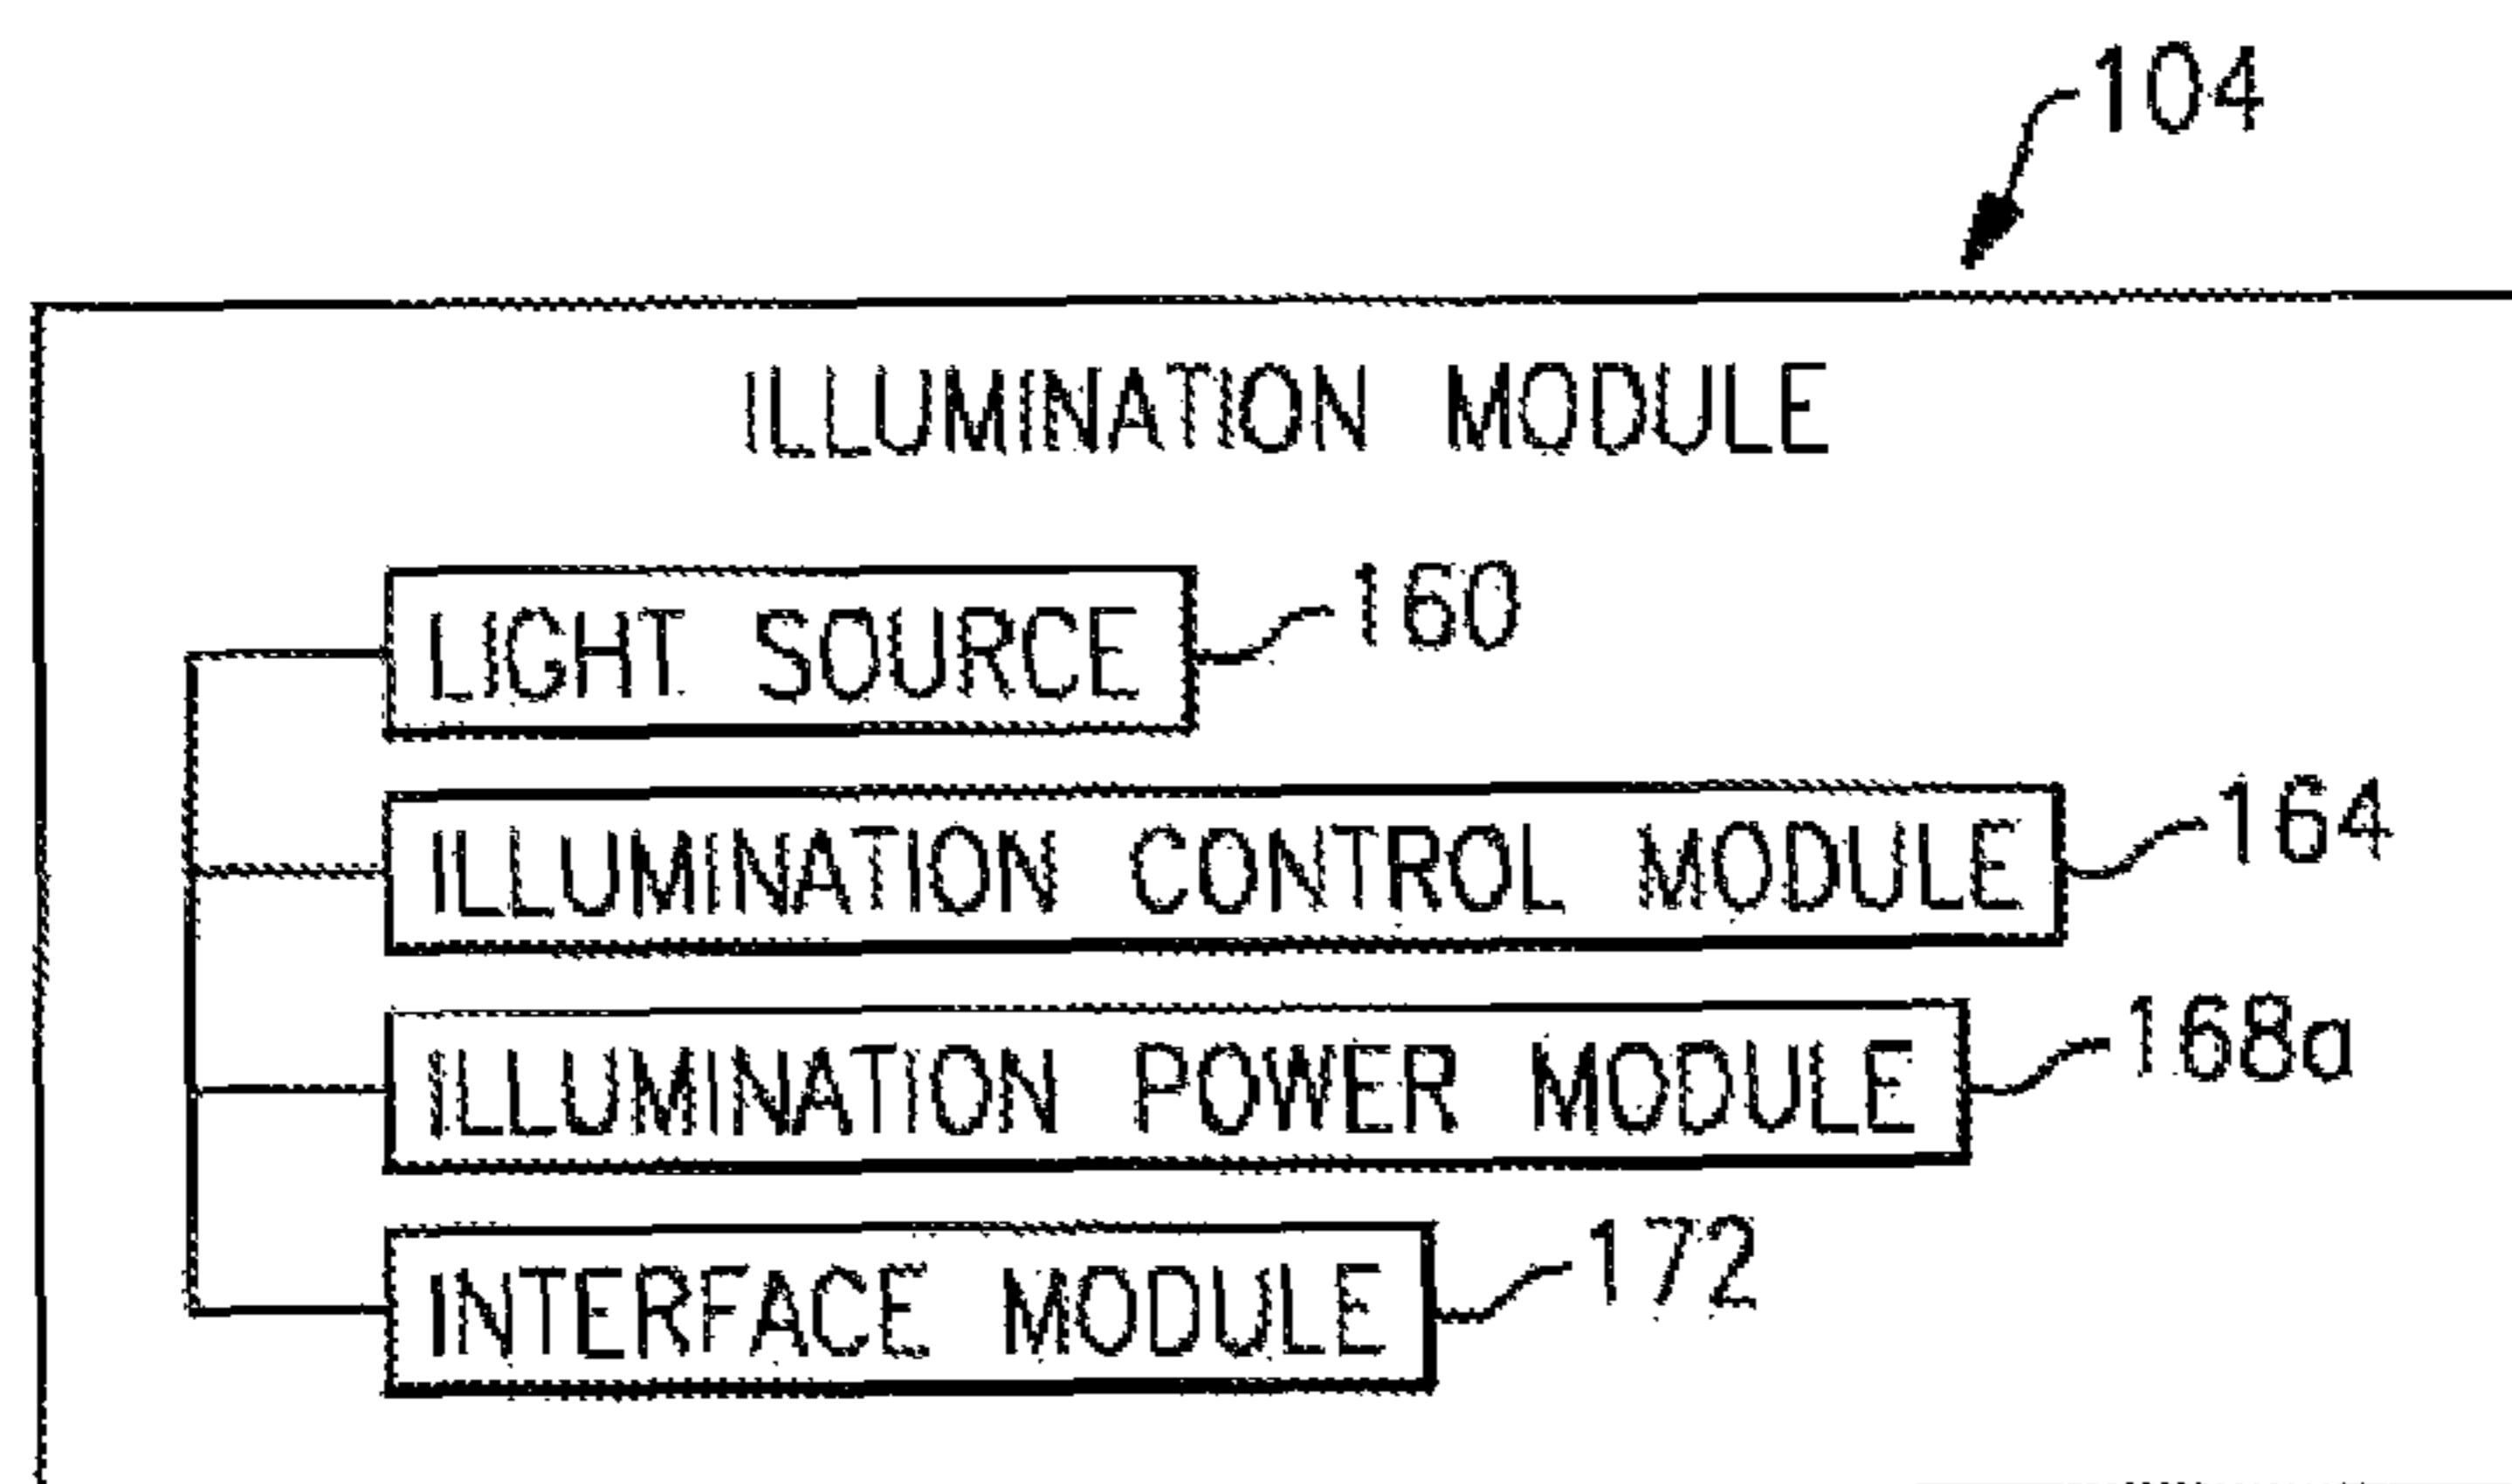 104
ILLUMINATION MODULE
LIGHT SOURCE 160
ILLUMINATION CONTROL MODULE 164
ILLUMINATION POWER MODULE 168a
INTERFACE MODULE 172